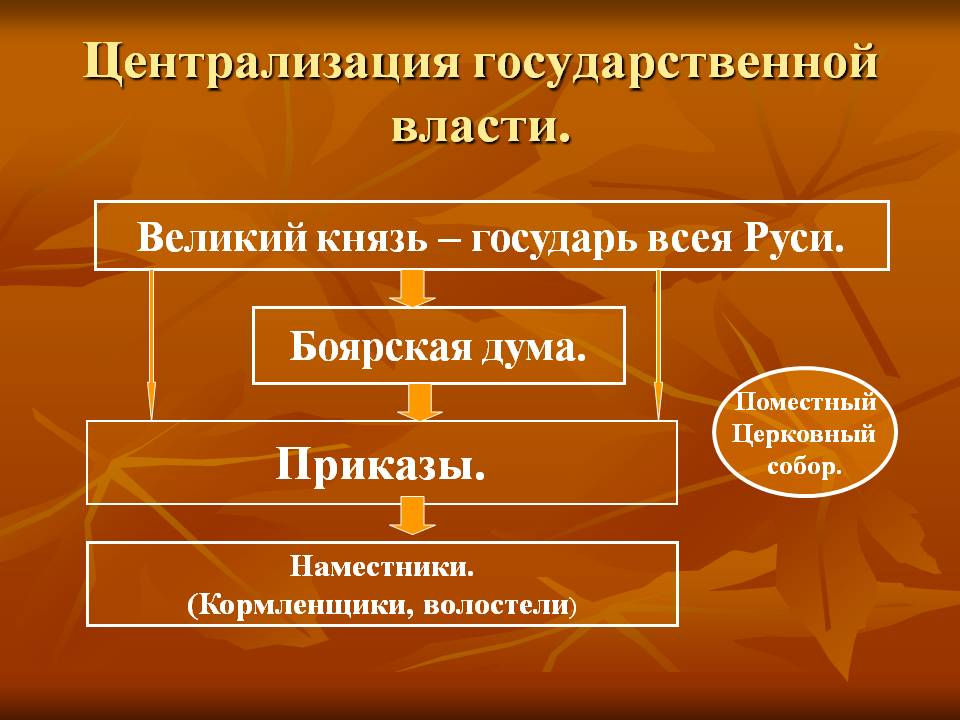 Централизация государственной
власти.
Великий князь – государь всея Руси.
Боярская дума.
Поместный
Церковный
собор.
Приказы.
Наместники.
(Кормленщики, волостели)